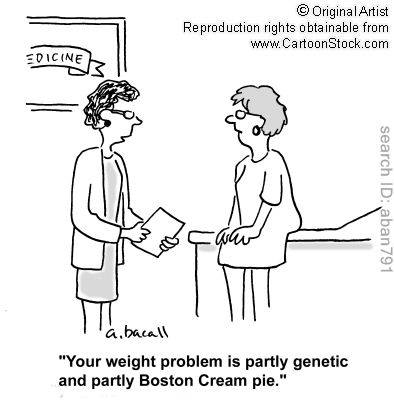 © Original Artist
Reproduction rights obtainable from
www.CartoonStock.com
EDICINE
search ID: aban791
a.bacall
"Your weight problem is partly genetic
and partly Boston Cream pie."